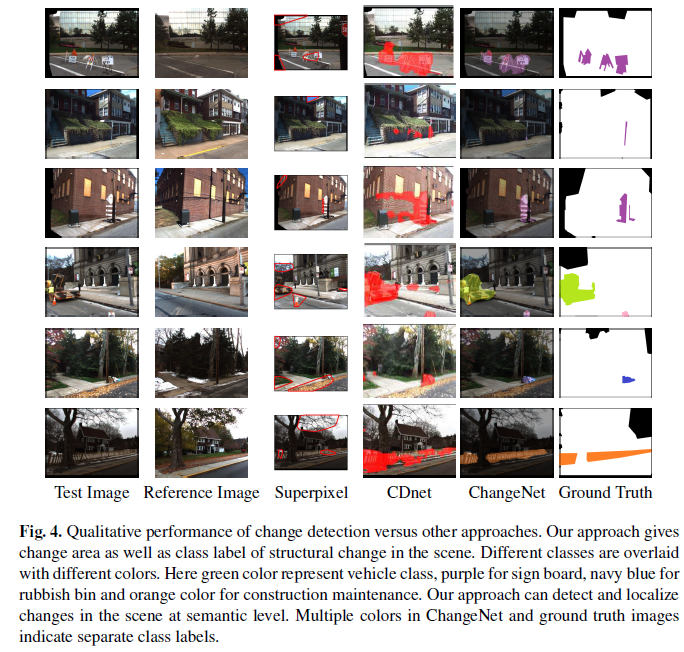 Test Image Reference Image Superpixel CDnet ChangeNet Ground Truth
Fig. 4. Qualitative performance of change detection versus other approaches. Our approach gives
change area as well as class label of structural change in the scene. Different classes are overlaid
with different colors. Here green color represent vehicle class, purple for sign board, navy blue for
rubbish bin and orange color for construction maintenance. Our approach can detect and localize
changes in the scene at semantic level. Multiple colors in ChangeNet and ground truth images
indicate separate class labels.